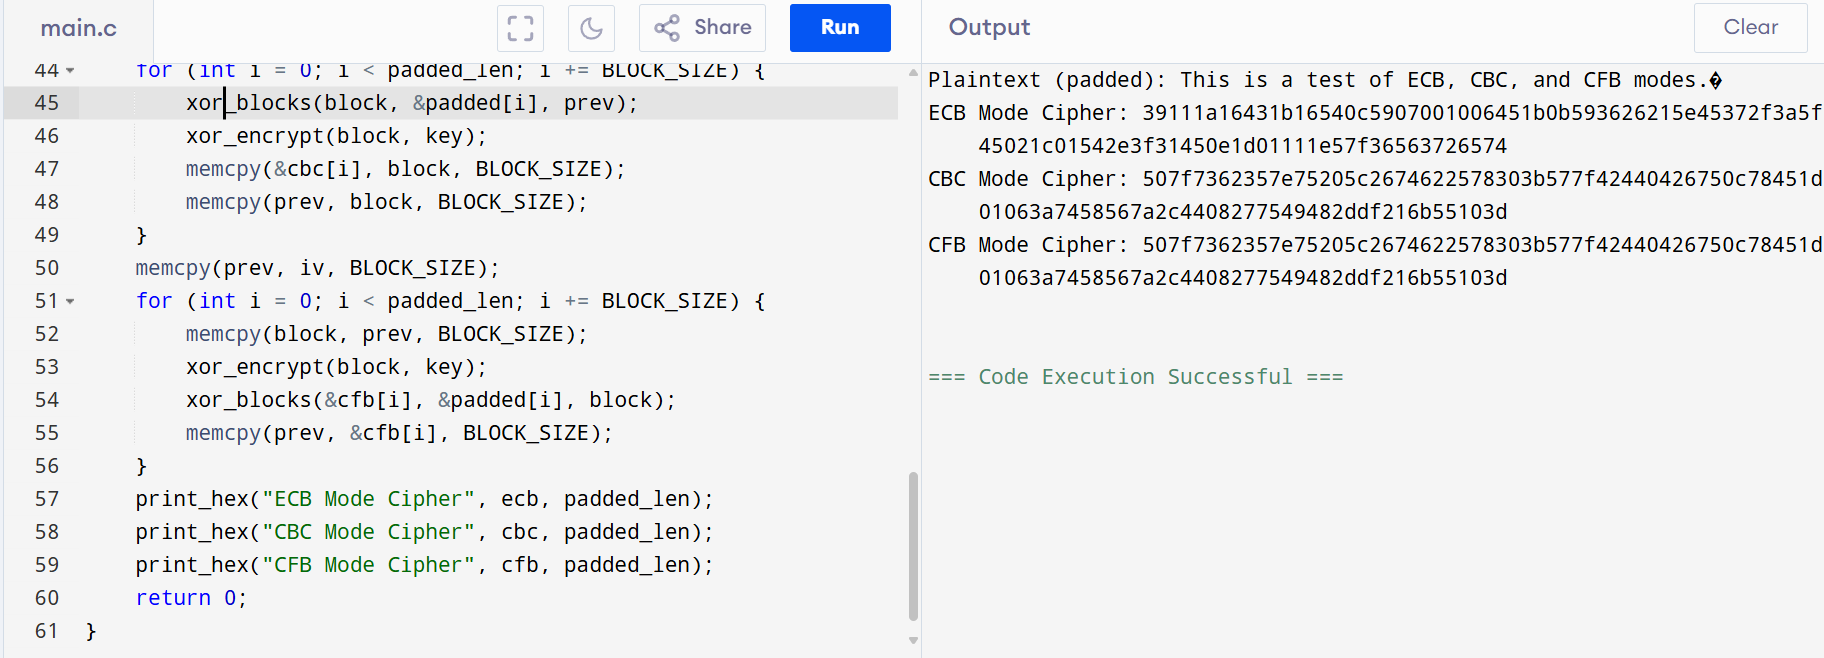 main.c
Share
Run
Output
Clear
44 for (int i = 0; i < padded_len; i += BLOCK_SIZE) {
45 xor_blocks(block, &padded[i], prev);
46 xor_encrypt(block, key);
47 memcpy(&cbc[i], block, BLOCK_SIZE);
48 memcpy(prev, block, BLOCK_SIZE);
49 }
50 memcpy(prev, iv, BLOCK_SIZE);
51 for (int i = 0; i < padded_len; i += BLOCK_SIZE) {
52 memcpy(block, prev, BLOCK_SIZE);
53 xor_encrypt(block, key);
54 xor_blocks(&cfb[i], &padded[i], block);
55 memcpy(prev, &cfb[i], BLOCK_SIZE);
56 }
57 print_hex("ECB Mode Cipher", ecb, padded_len);
58 print_hex("CBC Mode Cipher", cbc, padded_len);
59 print_hex("CFB Mode Cipher", cfb, padded_len);
60 return 0;
61 }
Plaintext (padded): This is a test of ECB, CBC, and CFB modes.�
ECB Mode Cipher: 39111a16431b16540c5907001006451b0b593626215e45372f3a5f
45021c01542e3f31450e1d01111e57f36563726574
CBC Mode Cipher: 507f7362357e75205c2674622578303b577f42440426750c78451d
01063a7458567a2c4408277549482ddf216b55103d
CFB Mode Cipher: 507f7362357e75205c2674622578303b577f42440426750c78451d
01063a7458567a2c4408277549482ddf216b55103d
=== Code Execution Successful ===